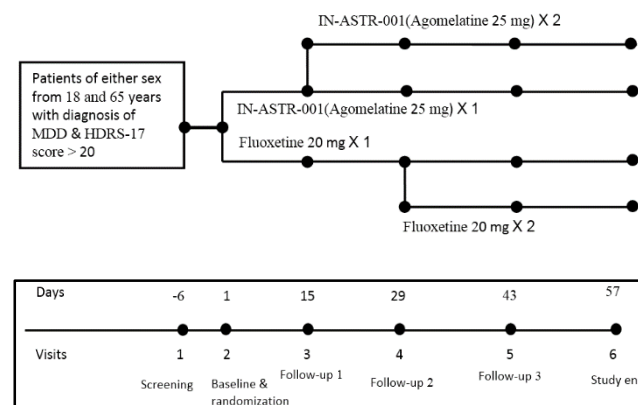 IN-ASTR-001(Agomelatine 25 mg) X 2
Patients of either sex
from 18 and 65 years
with diagnosis of
MDD & HDRS-17
score > 20
IN-ASTR-001(Agomelatine 25 mg) X 1
Fluoxetine 20 mg X 1
Fluoxetine 20 mg X 2
Days -6 1 15 29 43 57
Visits 1 2 3 4 5 6
Screening Baseline & Follow-up 1 Follow-up 2 Follow-up 3 Study en
randomization